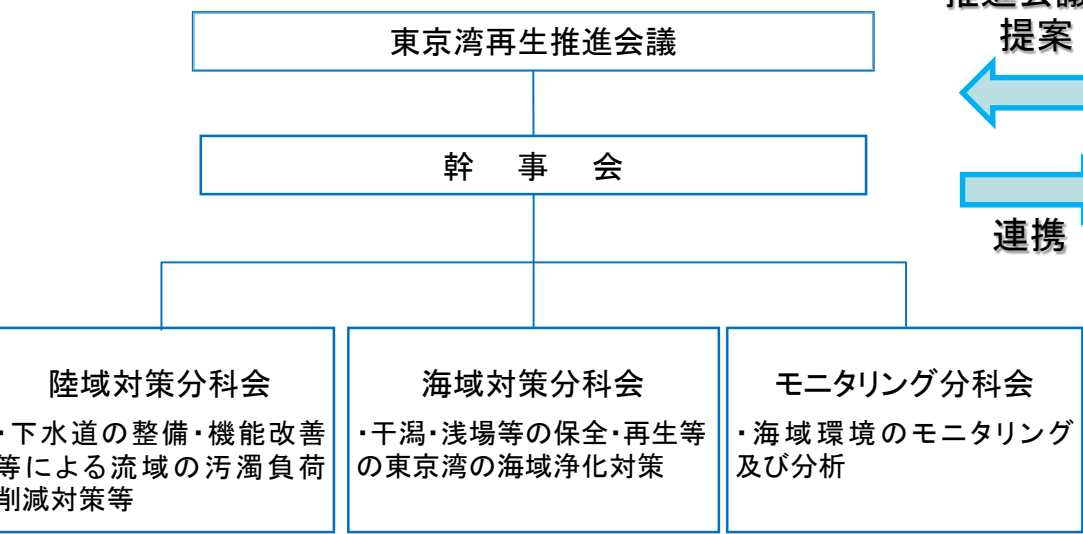 東京湾再生推進会議
推進会議
提案
幹　事　会
連携
陸域対策分科会
・下水道の整備・機能改善
等による流域の汚濁負荷
削減対策等
海域対策分科会
・干潟・浅場等の保全・再生等
の東京湾の海域浄化対策
モニタリング分科会
・海域環境のモニタリング
及び分析